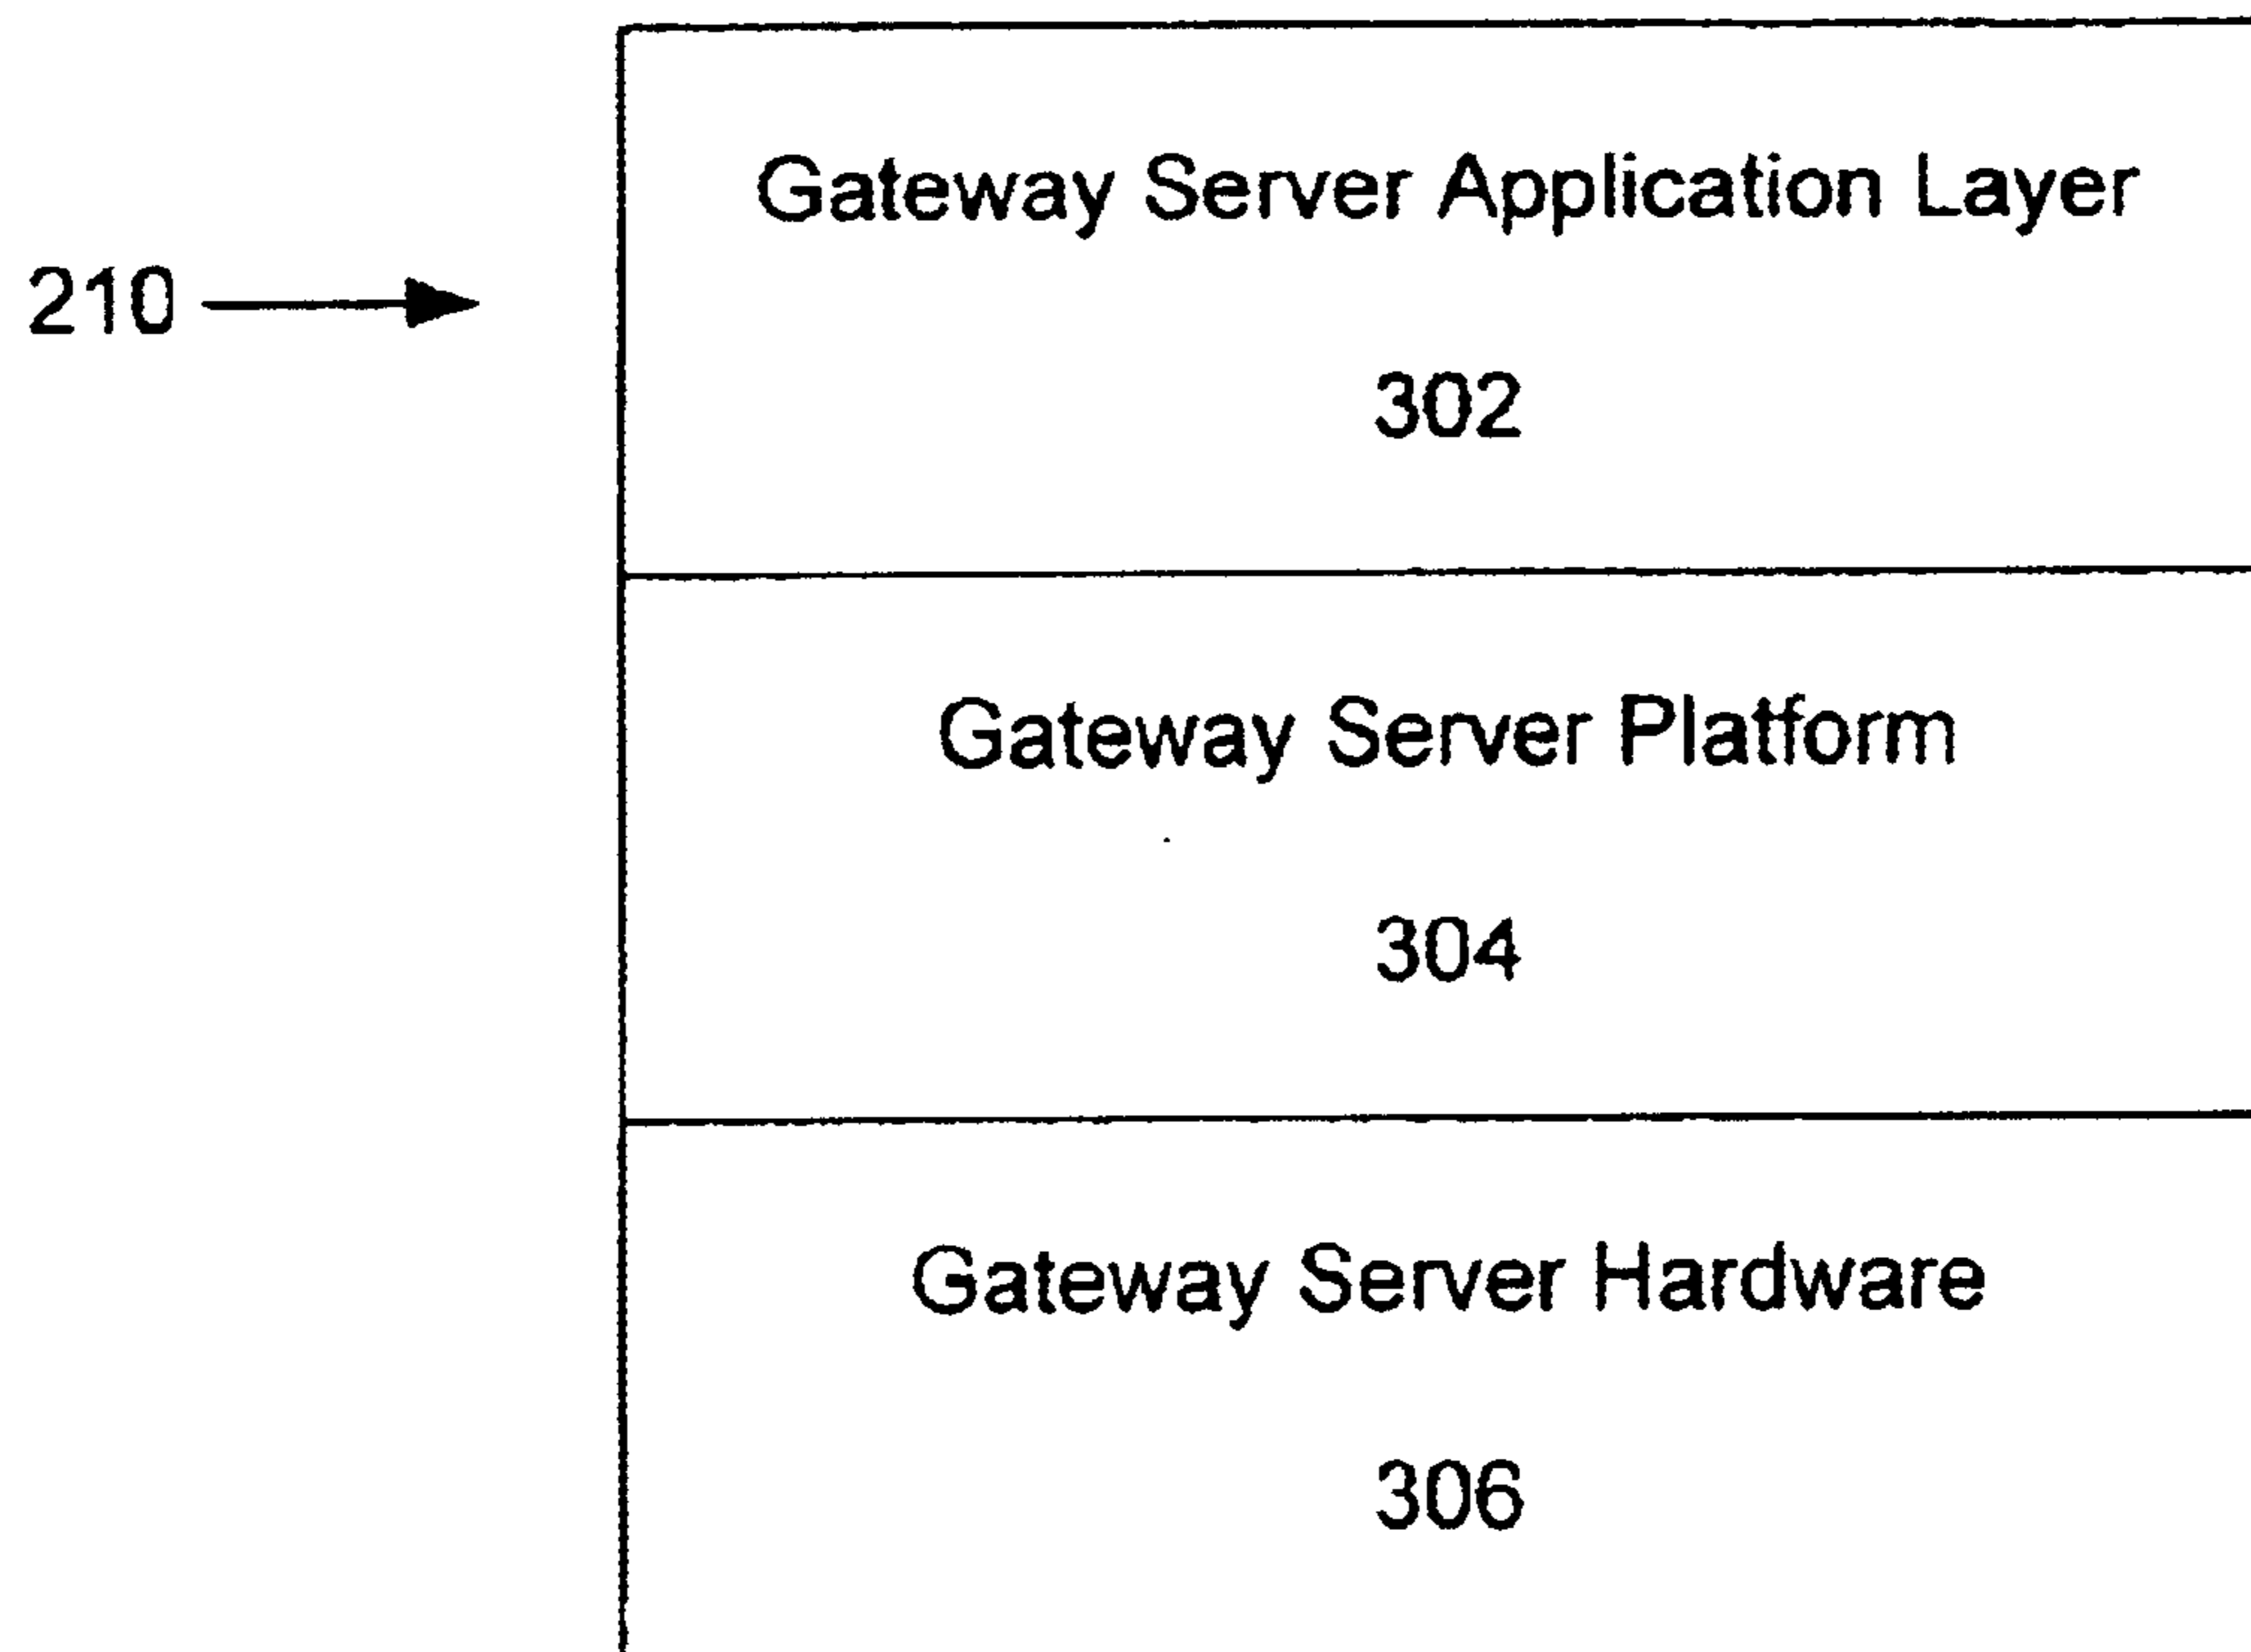 Gateway Server Application Layer
210
302
Gateway Server Platform
304
Gateway Server Hardware
306